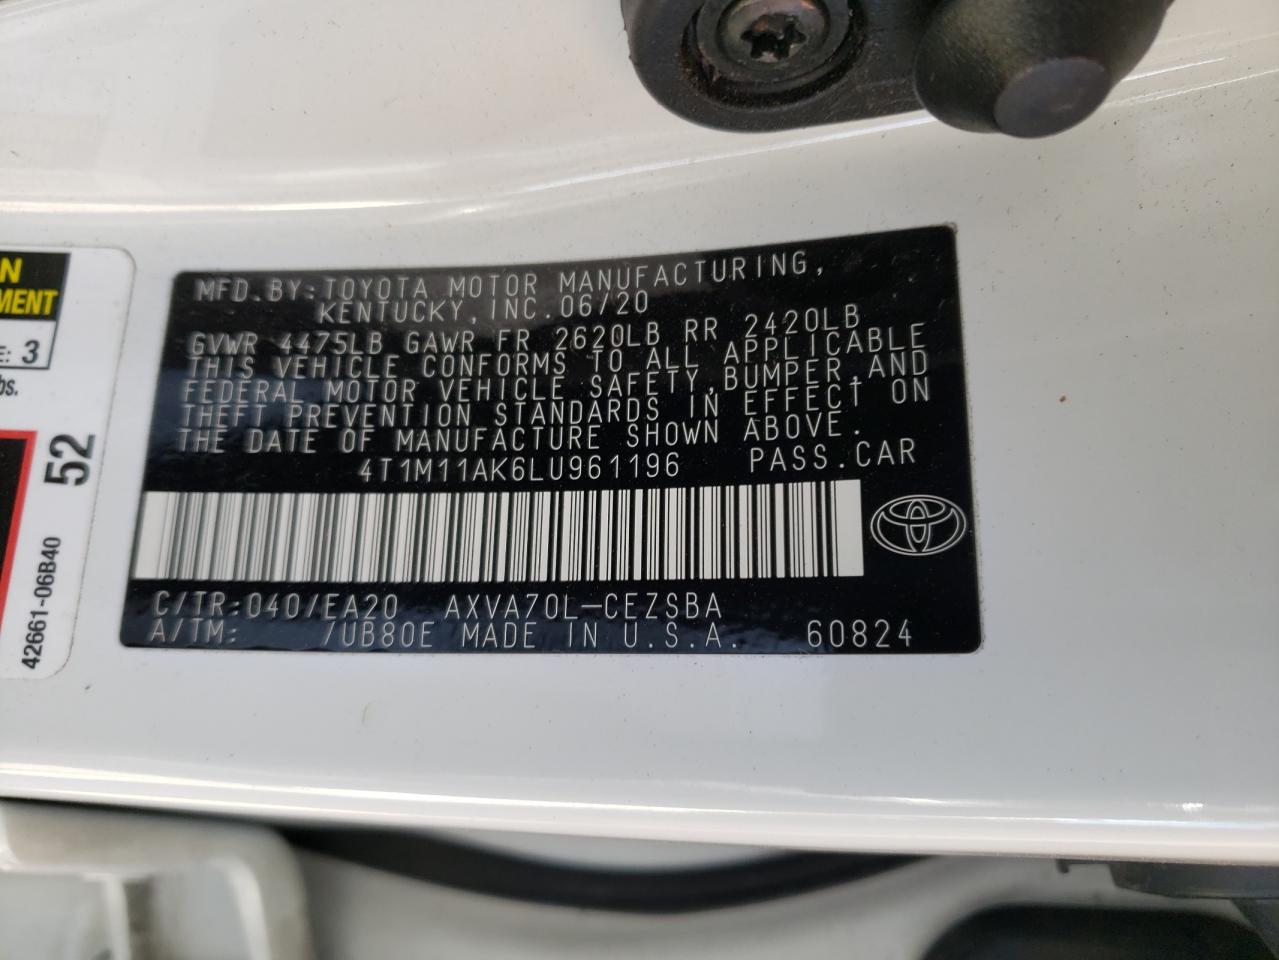 MFD.BY:TOYOTA MOTOR MANUFACTURING,
KENTUCKY, INC. 06/20
GVWR 4475LB GAWR FR 2620LB RR 2420LB
THIS VEHICLE CONFORMS TO ALL APPLICABLE
FEDERAL MOTOR VEHICLE SAFETY, BUMPER, AND
THEFT PREVENTION STANDARDS IN EFFECT ON
THE DATE OF MANUFACTURE SHOWN ABOVE.
4T1M11AK6LU961196 PASS.CAR
C/TR:040/EA20 AXVA70L-CEZSBA
A/TM: /UB80E MADE IN U.S.A. 60824
N
MENT
E: 3
bs.
52
42661-06B40